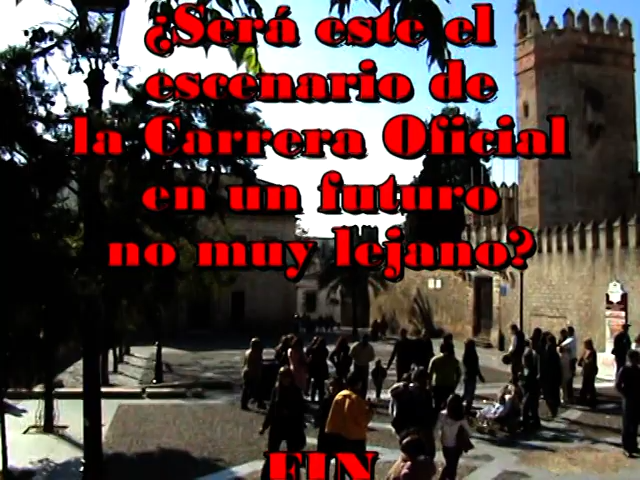 ¿Será este el
escenario de
la Carrera Oficial
en un futuro
no muy lejano?
FIN